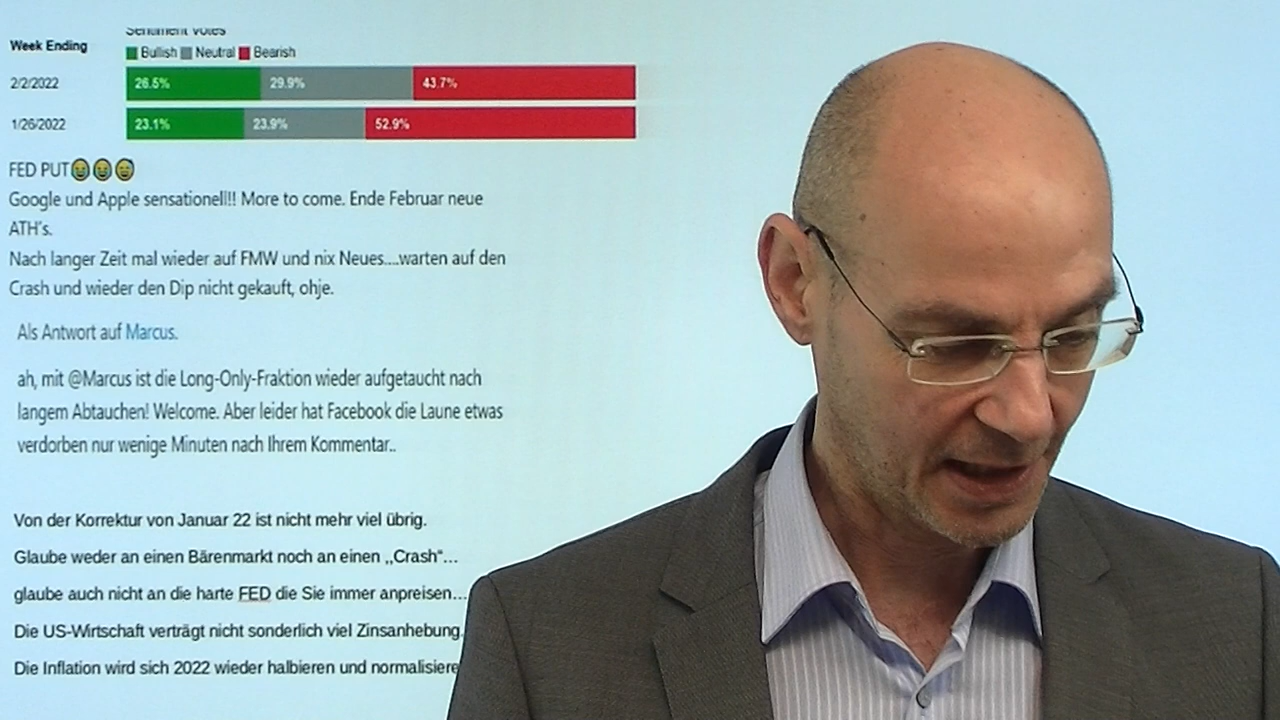 Sentiment Votes
Week Ending
Bullish Neutral Bearish
2/2/2022 26.5% 29.9% 43.7%
1/26/2022 23.1% 23.9% 52.9%
FED PUT😂😂😅
Google und Apple sensationell!! More to come. Ende Februar neue
ATH's.
Nach langer Zeit mal wieder auf FMW und nix Neues....warten auf den
Crash und wieder den Dip nicht gekauft, ohje.
Als Antwort auf Marcus.
ah, mit @Marcus ist die Long-Only-Fraktion wieder aufgetaucht nach
langem Abtauchen! Welcome. Aber leider hat Facebook die Laune etwas
verdorben nur wenige Minuten nach Ihrem Kommentar..
Von der Korrektur von Januar 22 ist nicht mehr viel übrig.
Glaube weder an einen Bärenmarkt noch an einen ,,Crash“…
glaube auch nicht an die harte FED die Sie immer anpreisen…
Die US-Wirtschaft verträgt nicht sonderlich viel Zinsanhebung.
Die Inflation wird sich 2022 wieder halbieren und normalisiere